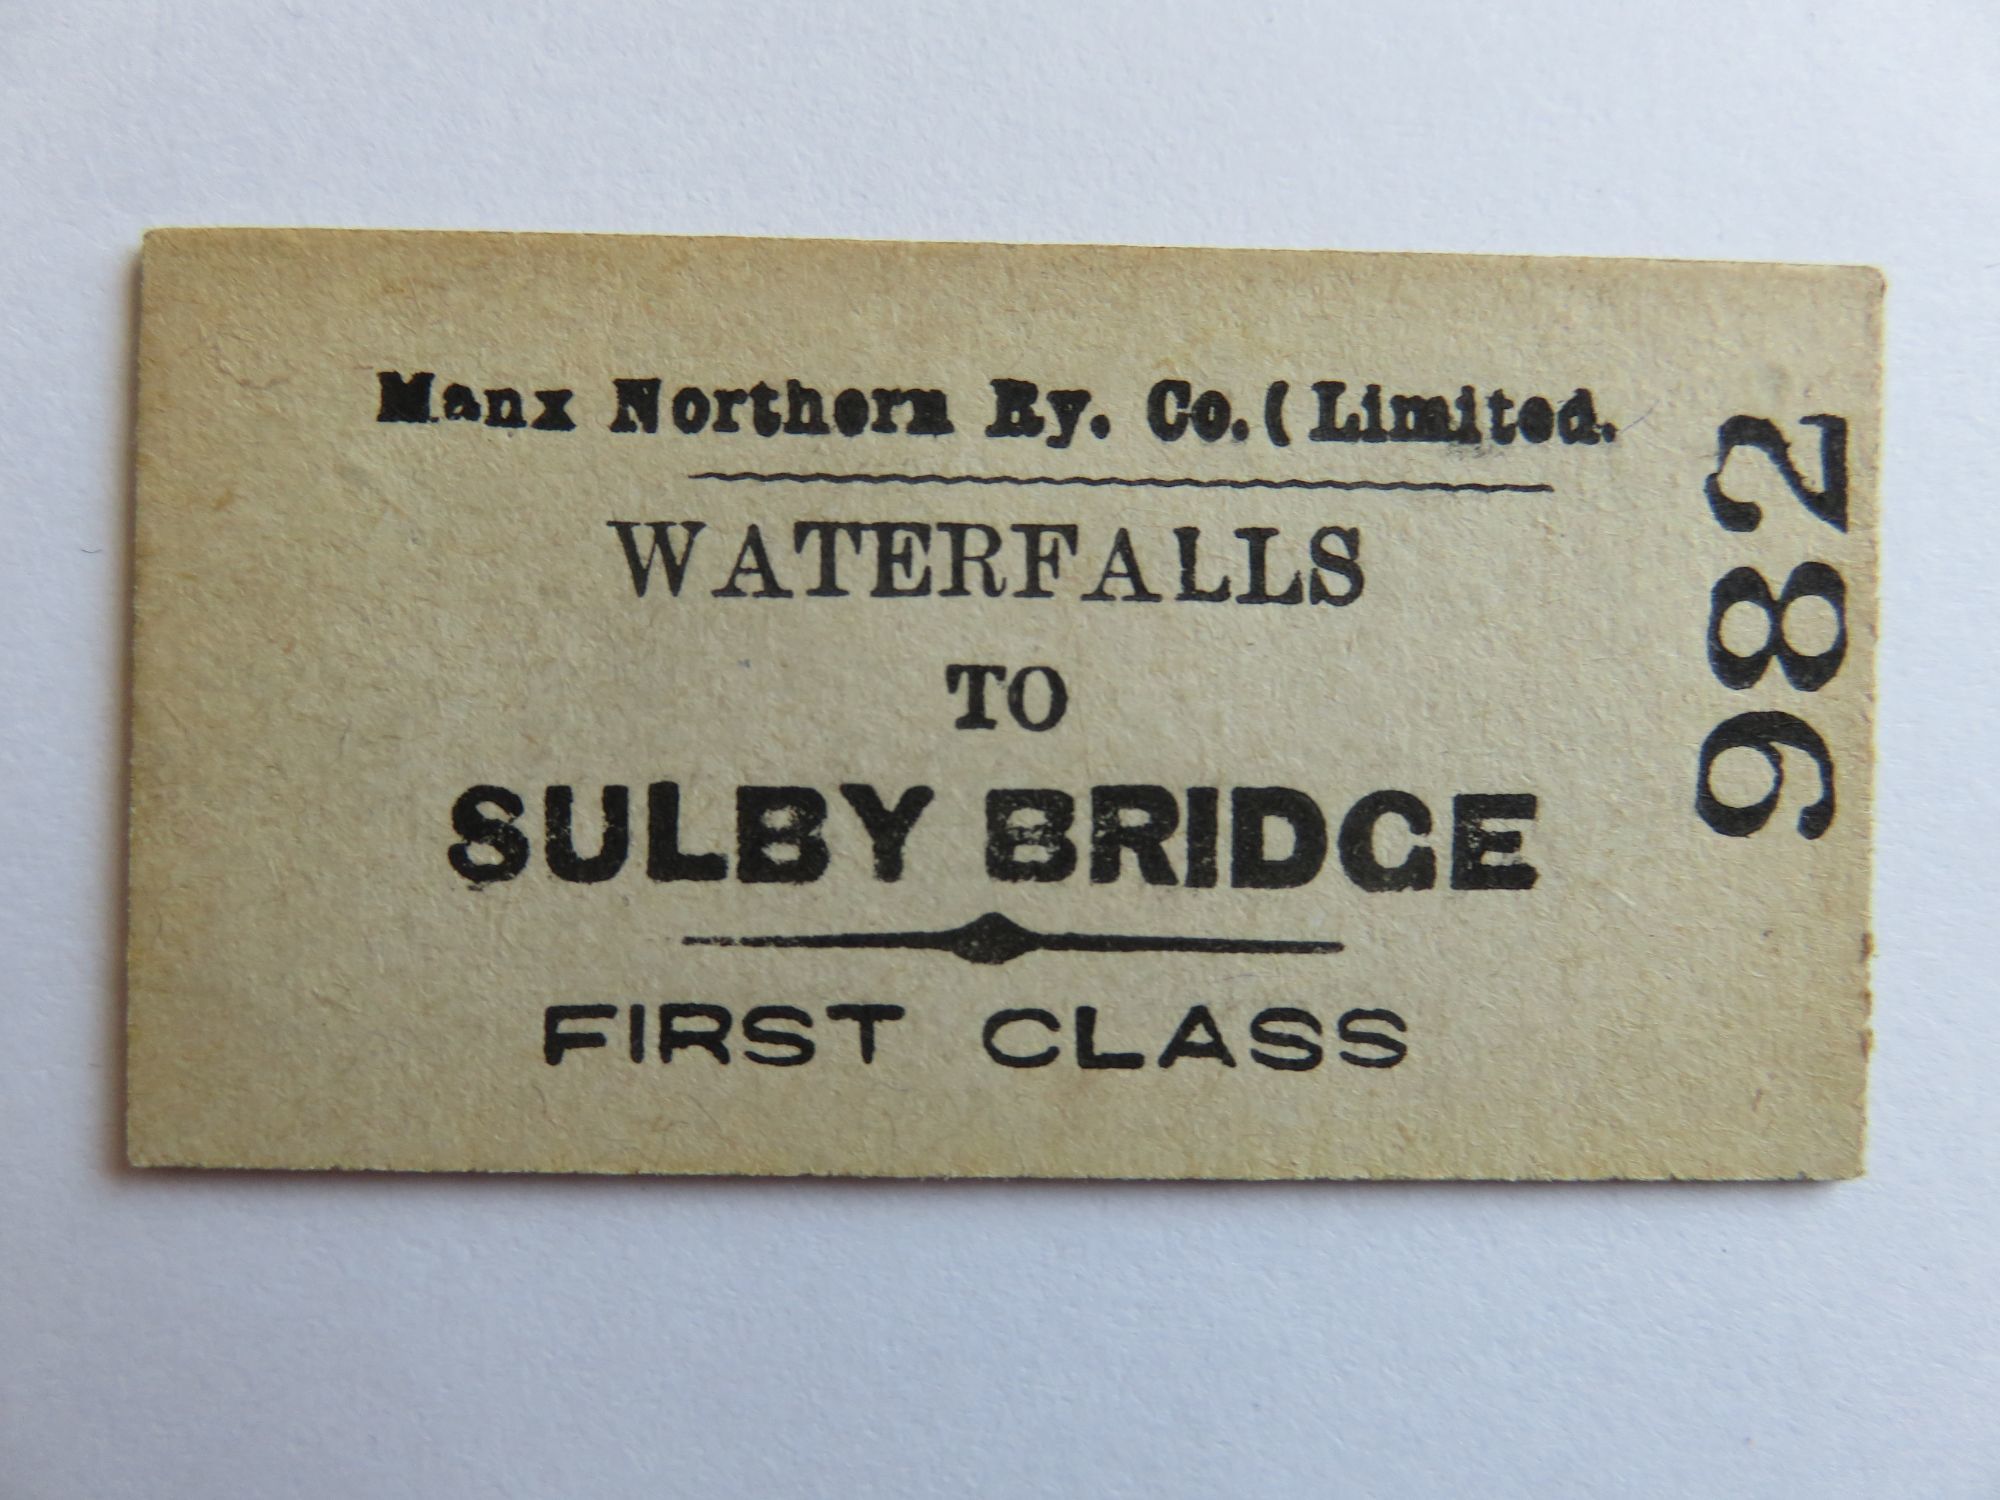 Manx Northern Ry. Co. (Limited.
WATERFALLS
TO
SULBY BRIDGE
FIRST CLASS
982